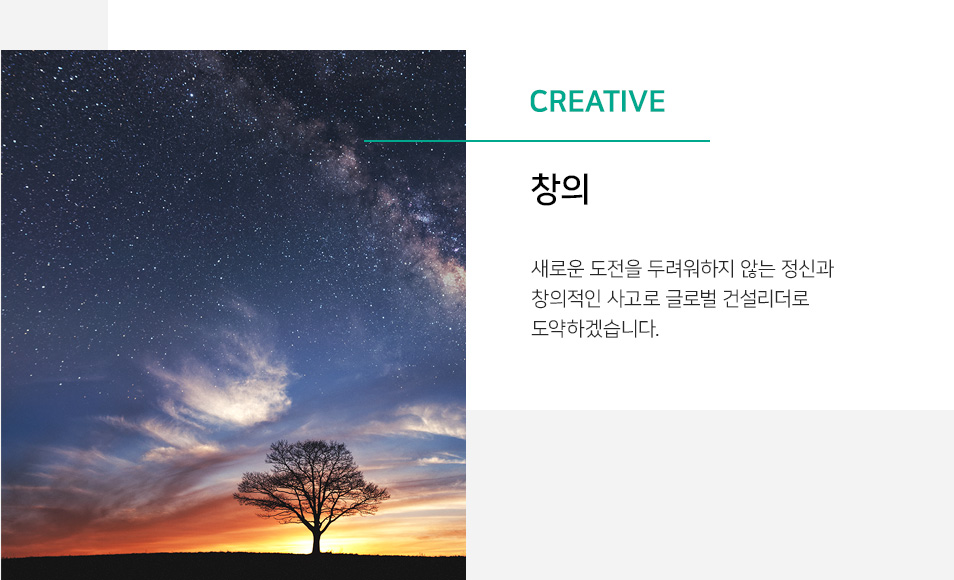 CREATIVE
창의
새로운 도전을 두려워하지 않는 정신과
창의적인 사고로 글로벌 건설리더로
도약하겠습니다.